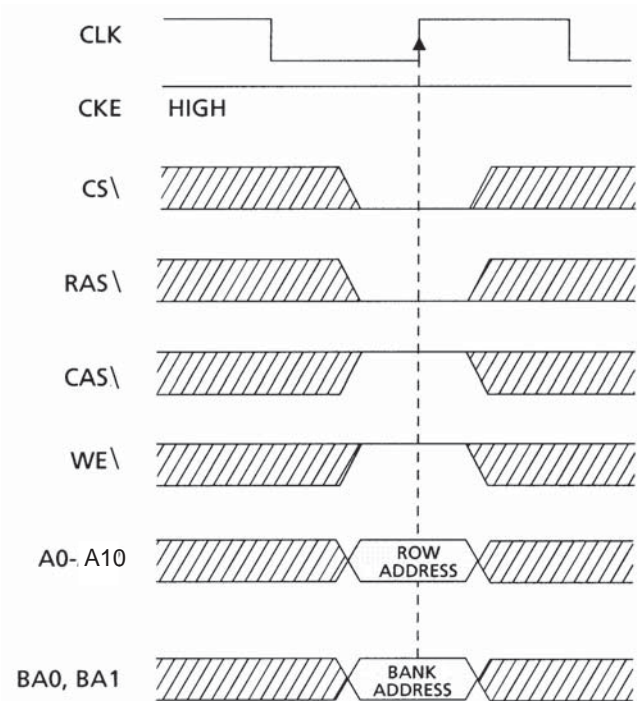 CLK
CKE HIGH
CS\
RAS\
CAS\
WE\
A0- A10 ROW
ADDRESS
BA0, BA1 BANK
ADDRESS